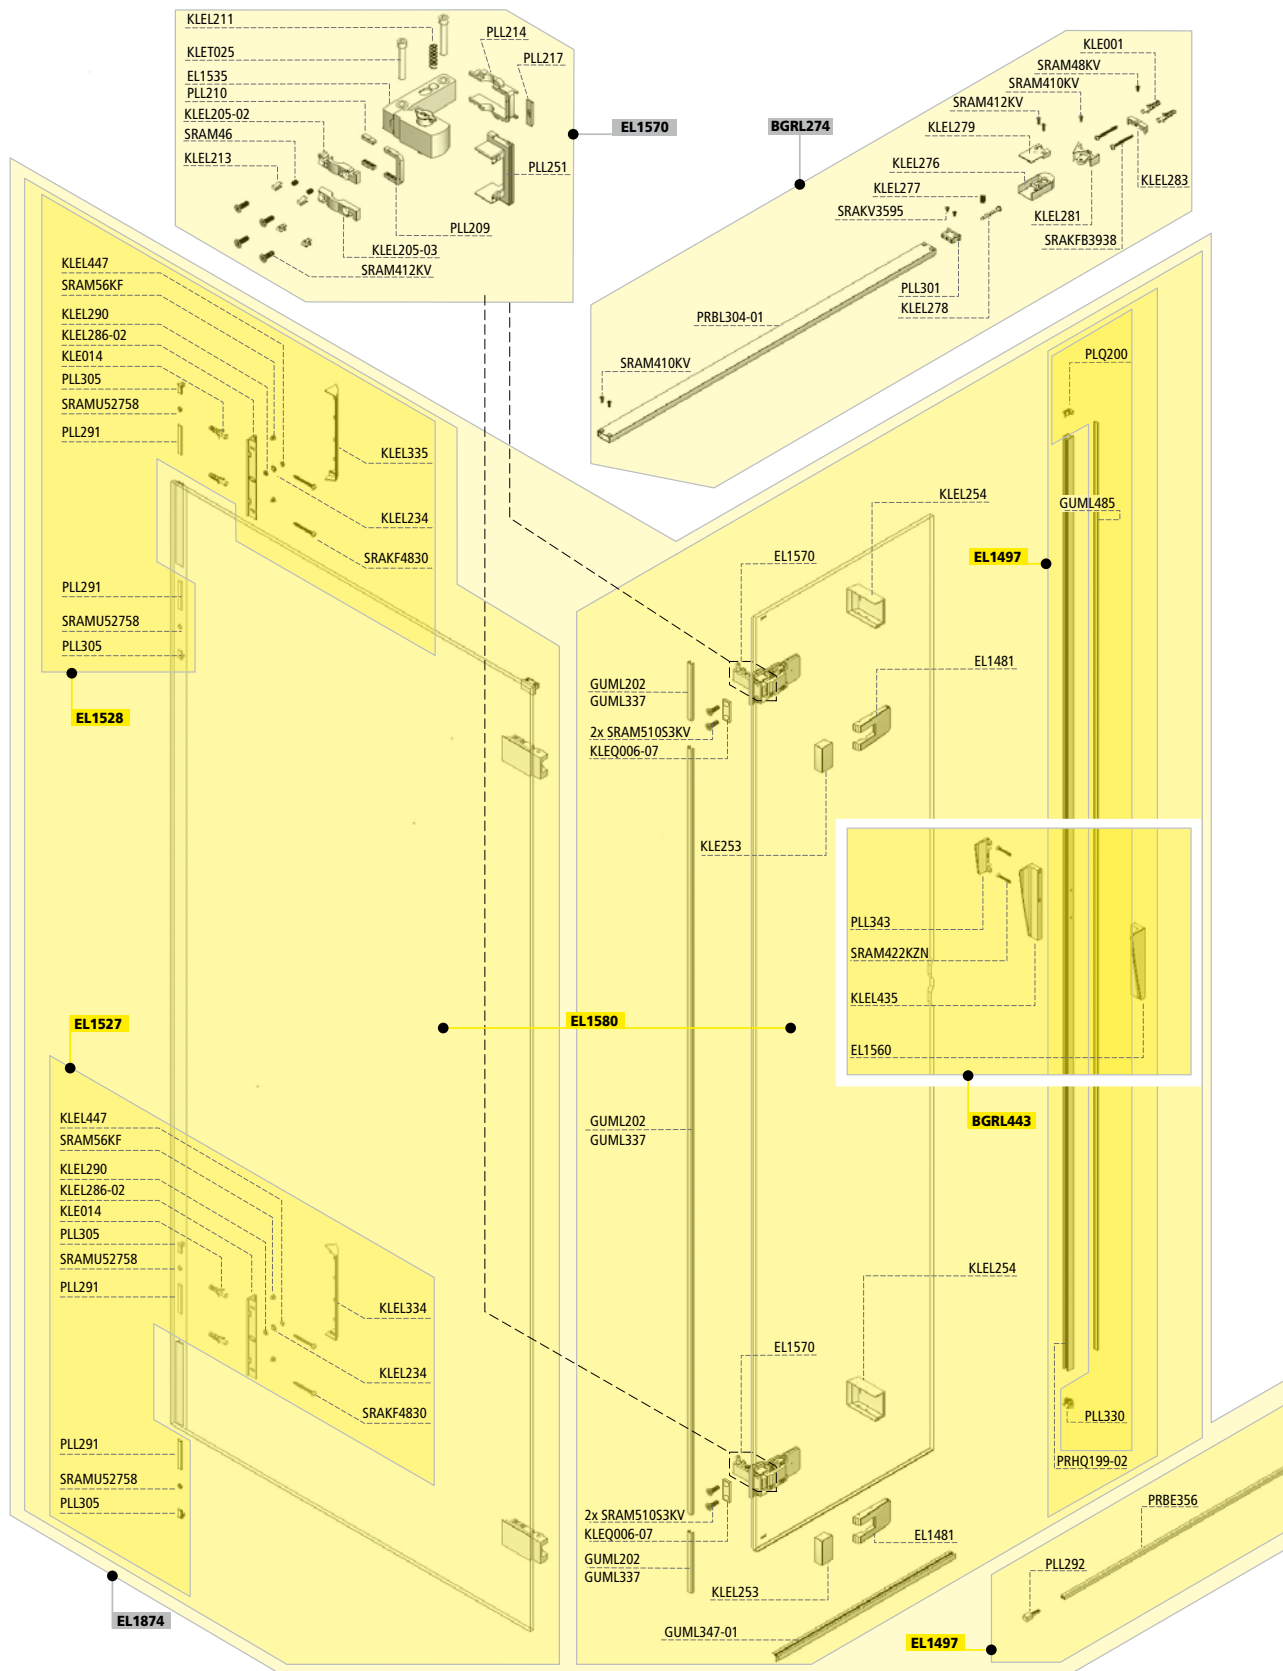 KLEL211
KLET025
EL1535
PLL210
KLEL205-02
SRAM46
KLEL213
PLL214
PLL217
PLL251
PLL209
KLEL205-03
SRAM412KV
EL1570
BGRL274
KLE001
SRAM48KV
SRAM410KV
SRAM412KV
KLEL279
KLEL276
KLEL277
SRAKV3595
KLEL283
KLEL281
SRAKFB3938
PLL301
KLEL278
PRBL304-01
SRAM410KV
KLEL447
SRAM56KF
KLEL290
KLEL286-02
KLE014
PLL305
SRAMU52758
PLL291
KLEL335
KLEL234
SRAKF4830
PLL291
SRAMU52758
PLL305
EL1528
PLQ200
GUML485
KLEL254
EL1497
EL1570
EL1481
GUML202
GUML337
2x SRAM510S3KV
KLEQ006-07
KLE253
PLL343
SRAM422KZN
KLEL435
EL1560
BGRL443
EL1527
EL1580
KLEL447
SRAM56KF
KLEL290
KLEL286-02
KLE014
PLL305
SRAMU52758
PLL291
KLEL334
KLEL234
SRAKF4830
GUML202
GUML337
KLEL254
EL1570
PLL330
PRHQ199-02
PLL291
SRAMU52758
PLL305
2x SRAM510S3KV
KLEQ006-07
GUML202
GUML337
EL1481
KLEL253
GUML347-01
PRBE356
PLL292
EL1874
EL1497